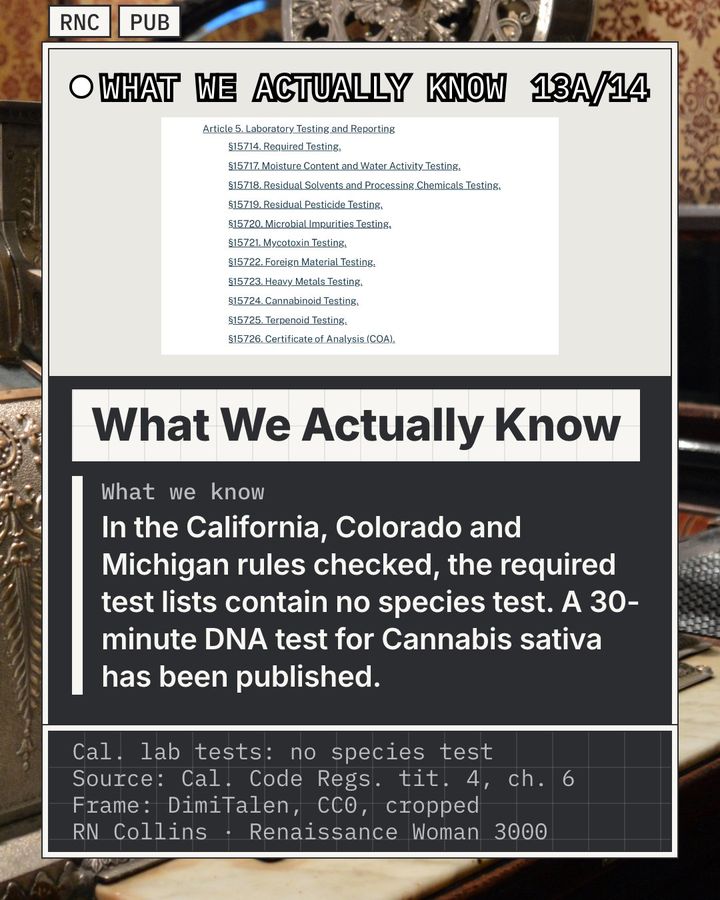 RNC PUB
WHAT WE ACTUALLY KNOW 13A/14
Article 5. Laboratory Testing and Reporting
§15714. Required Testing.
§15717. Moisture Content and Water Activity Testing.
§15718. Residual Solvents and Processing Chemicals Testing.
§15719. Residual Pesticide Testing.
§15720. Microbial Impurities Testing.
§15721. Mycotoxin Testing.
§15722. Foreign Material Testing.
§15723. Heavy Metals Testing.
§15724. Cannabinoid Testing.
§15725. Terpenoid Testing.
§15726. Certificate of Analysis (COA).
What We Actually Know
What we know
In the California, Colorado and
Michigan rules checked, the required
test lists contain no species test. A 30-
minute DNA test for Cannabis sativa
has been published.
Cal. lab tests: no species test
Source: Cal. Code Regs. tit. 4, ch. 6
Frame: DimiTalen, CC0, cropped
RN Collins · Renaissance Woman 3000